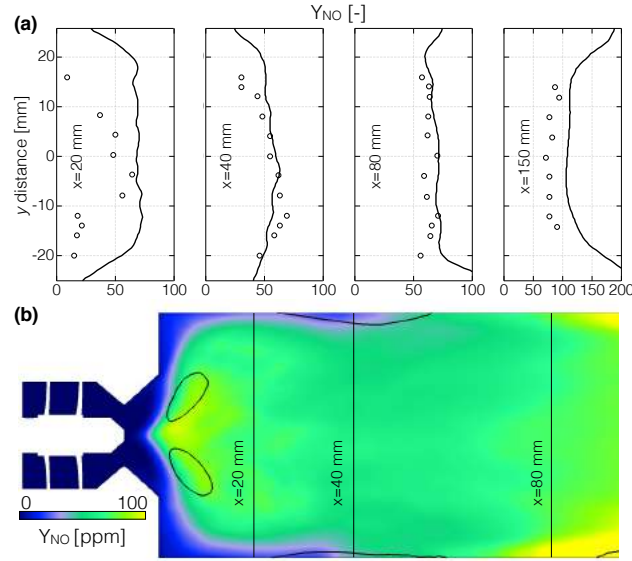 Y_NO [-]
(a)
y distance [mm]
20
10
0
-10
-20
x=20 mm
x=40 mm
x=80 mm
x=150 mm
0 50 100
0 50 100
0 50 100
0 50 100 150 200
(b)
x=20 mm
x=40 mm
x=80 mm
0 100
Y_NO [ppm]